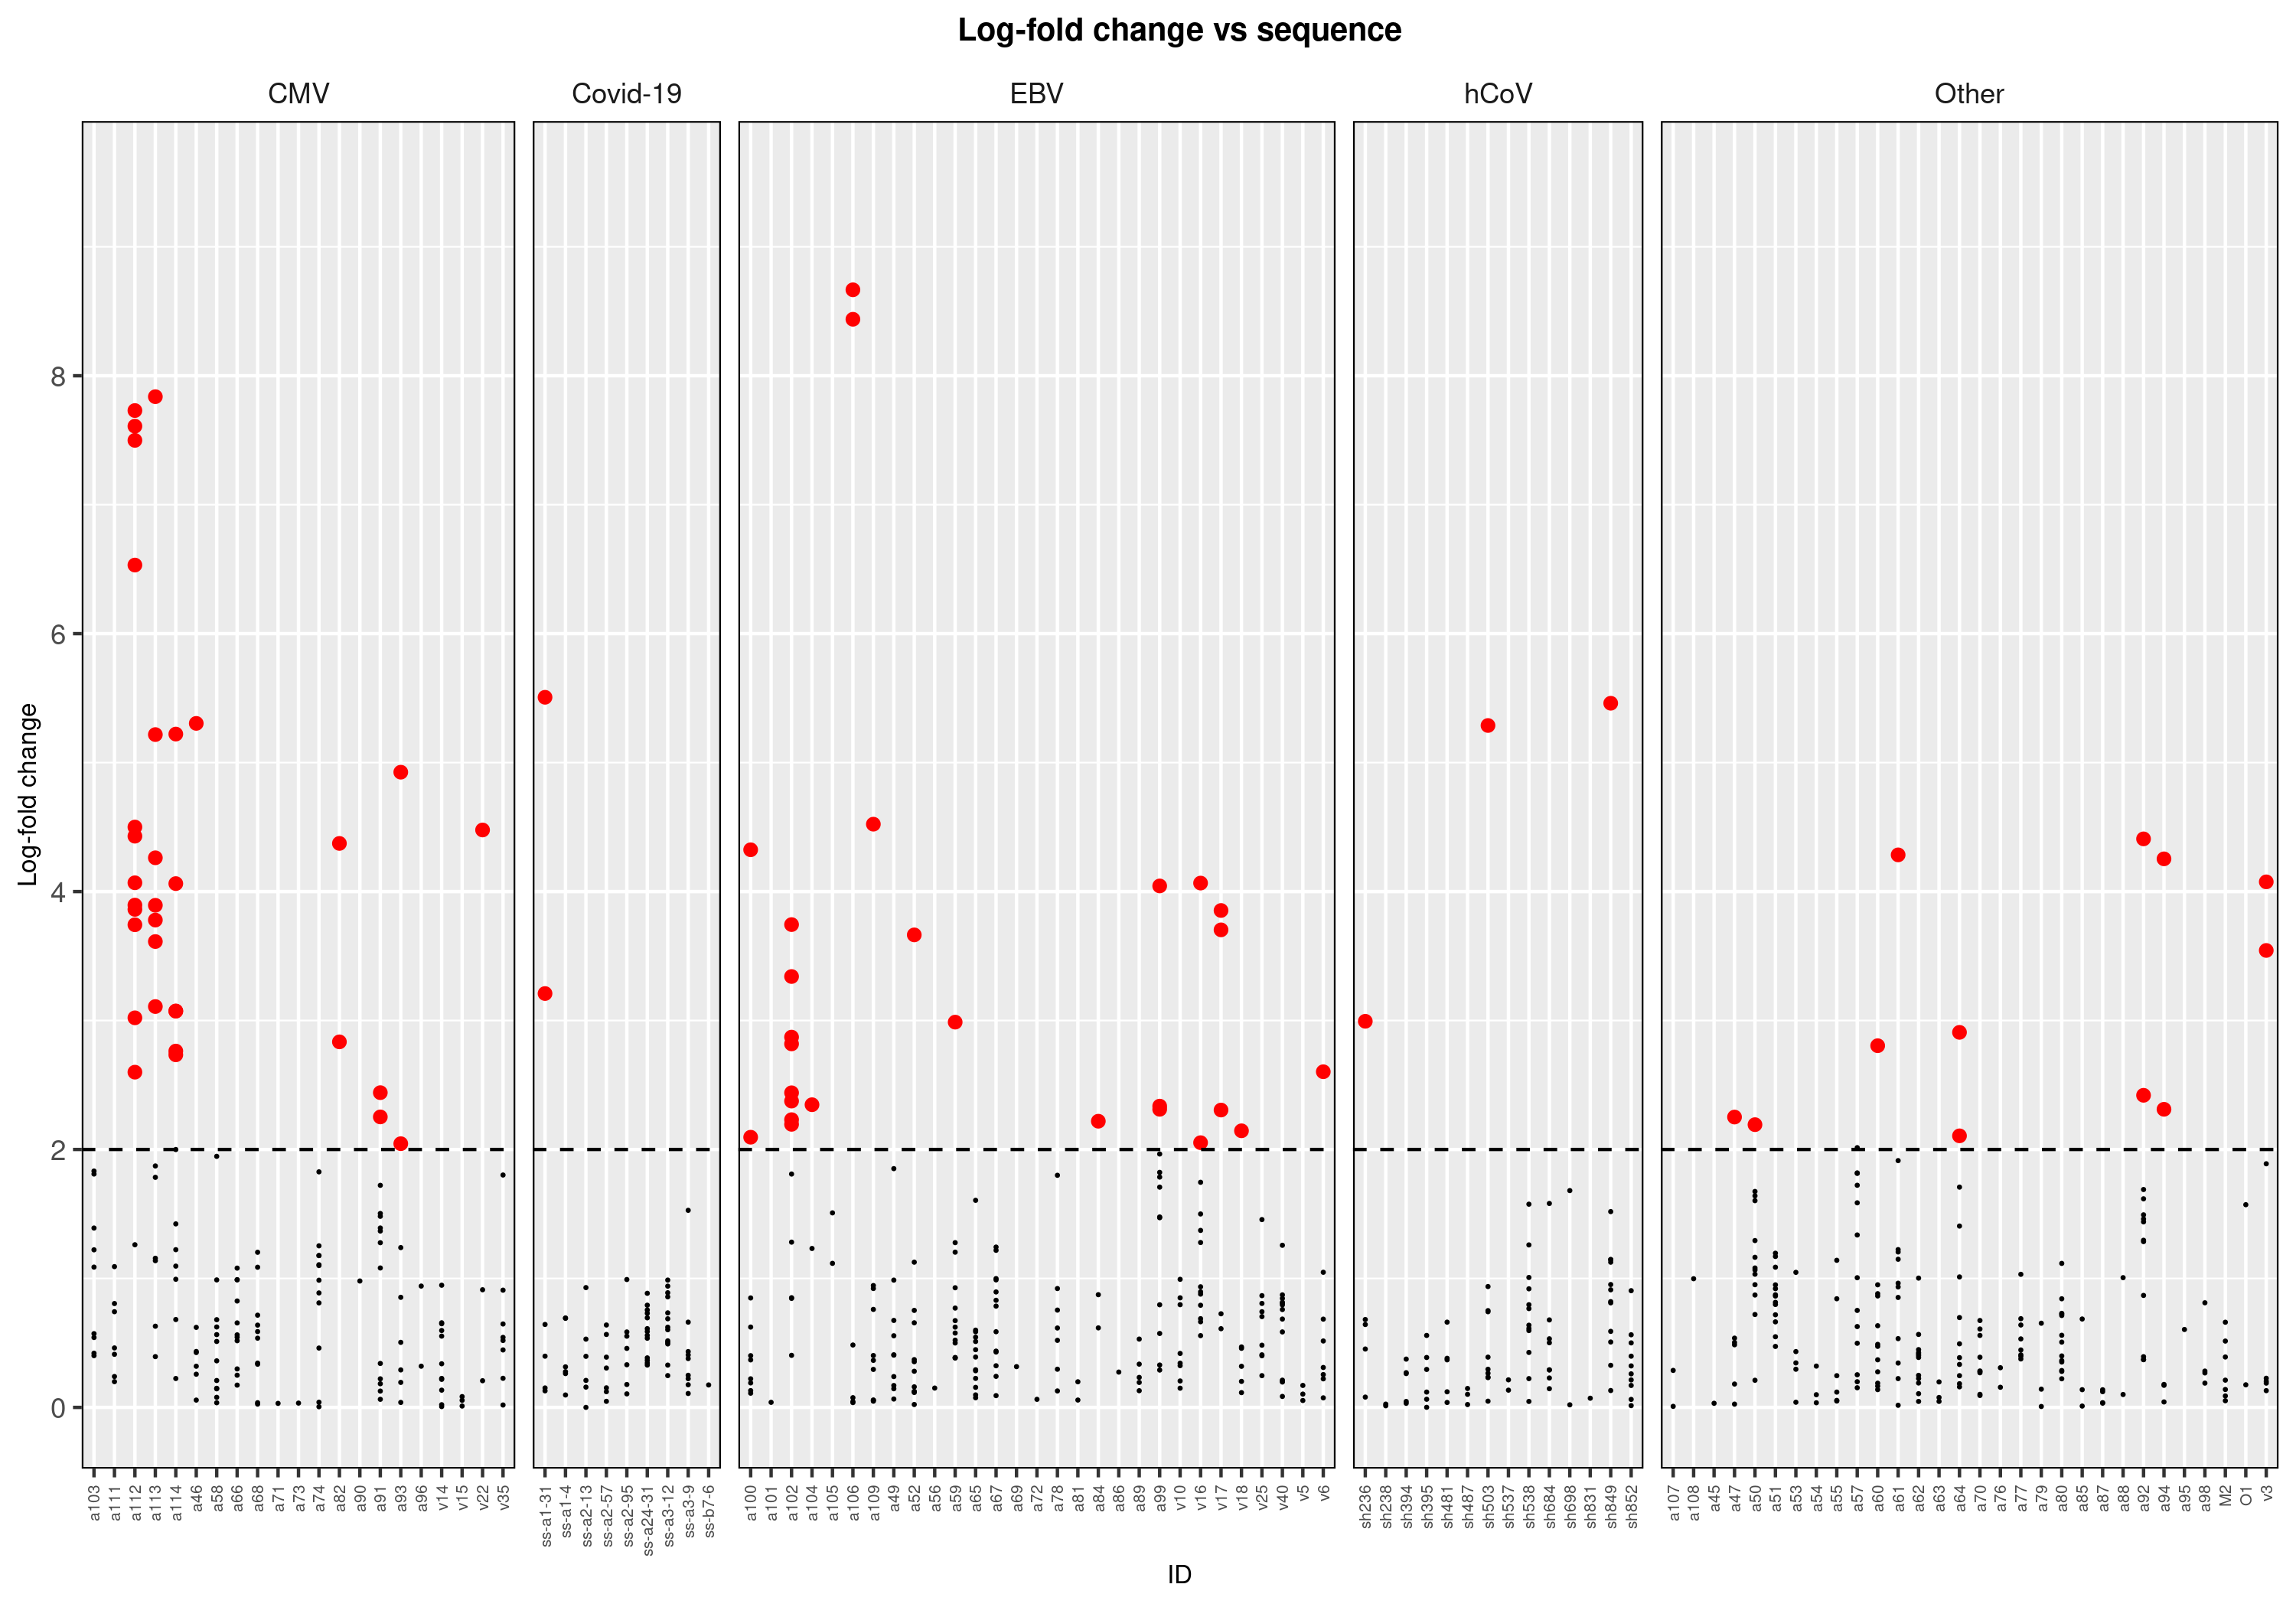 Log-fold change vs sequence
CMV Covid-19 EBV hCoV Other
8
6
Log-fold change
4
2
0
a103 a111 a112 a113 a114 a46 a58 a66 a68 a71 a73 a74 a82 a90 a91 a93 a96 v14 v15 v22 v35 ss-a1-31 ss-a1-4 ss-a2-13 ss-a2-57 ss-a2-95 ss-a24-31 ss-a3-12 ss-a3-9 ss-b7-6 a100 a101 a102 a104 a105 a106 a109 a49 a52 a56 a59 a65 a67 a69 a72 a78 a81 a84 a86 a89 a99 v10 v16 v17 v18 v25 v40 v5 v6 sh236 sh238 sh394 sh395 sh481 sh487 sh503 sh537 sh538 sh684 sh698 sh831 sh849 sh852 a107 a108 a45 a47 a50 a51 a53 a54 a55 a57 a60 a61 a62 a63 a64 a70 a76 a77 a79 a80 a85 a87 a88 a92 a94 a95 a98 M2 O1 v3
ID